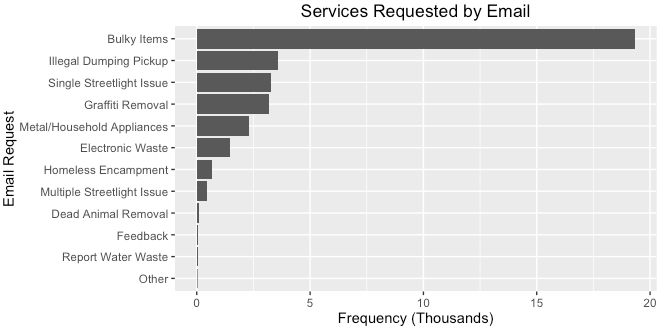 Services Requested by Email
Email Request
Bulky Items
Illegal Dumping Pickup
Single Streetlight Issue
Graffiti Removal
Metal/Household Appliances
Electronic Waste
Homeless Encampment
Multiple Streetlight Issue
Dead Animal Removal
Feedback
Report Water Waste
Other
0 5 10 15 20
Frequency (Thousands)